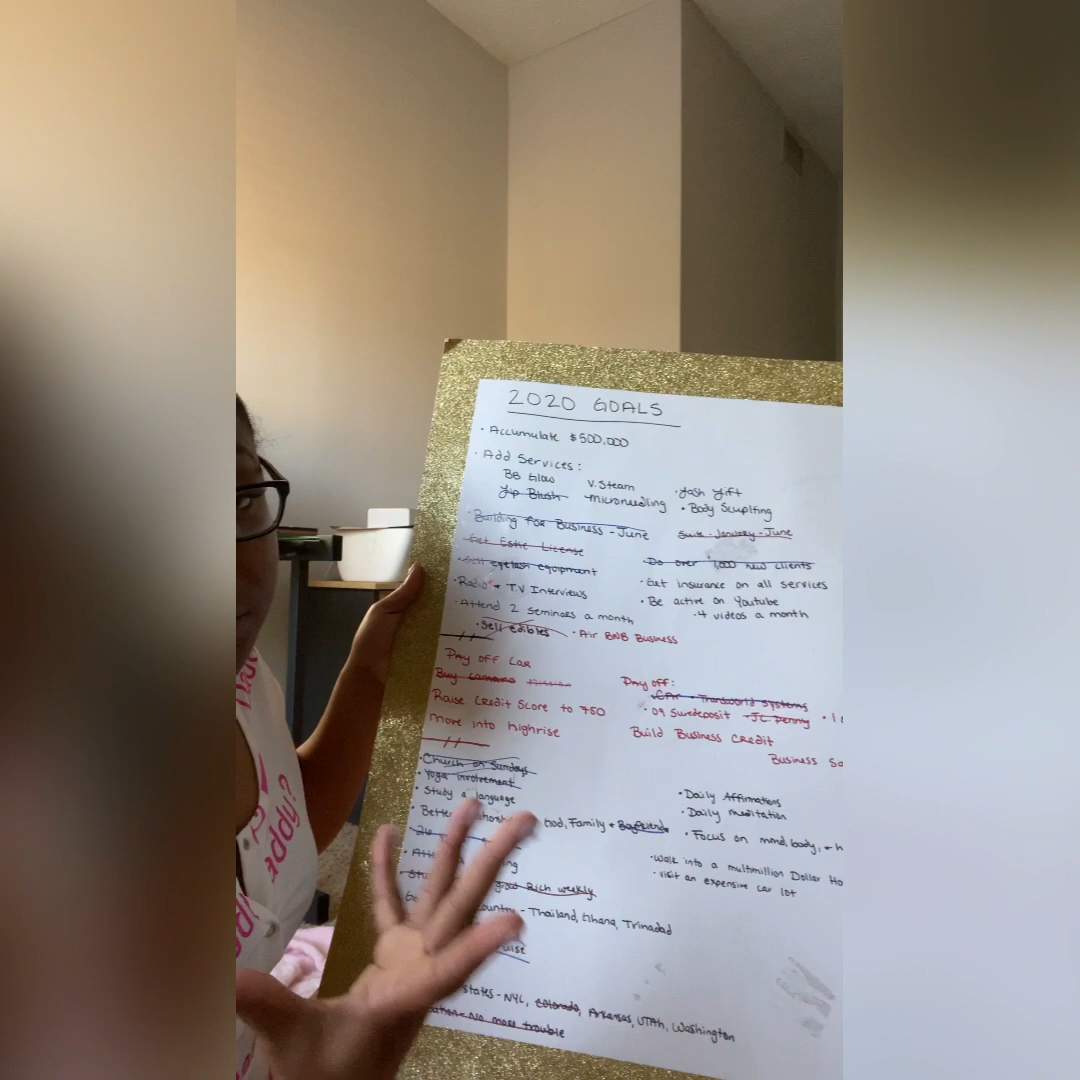 2020 GOALS
• Accumulate $500,000
• Add Services:
BB Glow V. Steam • Lash Lift
Lip Blush Microneedling • Body Sculpting
• Building for Business - June Suite - January - June
Get Esthe License
eyelash equipment • Do over 1,000 new clients
• Radio + T.V Interviews • Get insurance on all services
• Attend 2 Seminars a month • Be active on Youtube
• 4 videos a month
• Sell edibles • Air BNB Business
Pay off Car
Buy camera Pay off:
Raise Credit Score to 750 • CAr • Transworld Systems
• 09 Suredeposit • JC Penny
Move into highrise Build Business Credit
Business
• Church on Sundays
• Yoga involvement • Daily Affirmations
• Study a language • Daily meditation
• Better God, Family + Boyfriend • Focus on mind, body, +
• Walk into a multimillion Dollar
Rich weekly • visit an expensive car lot
country - Thailand, Ghana, Trinadad
states - NYC, Colorado, Arkansas, UTAh, Washington
No more trouble